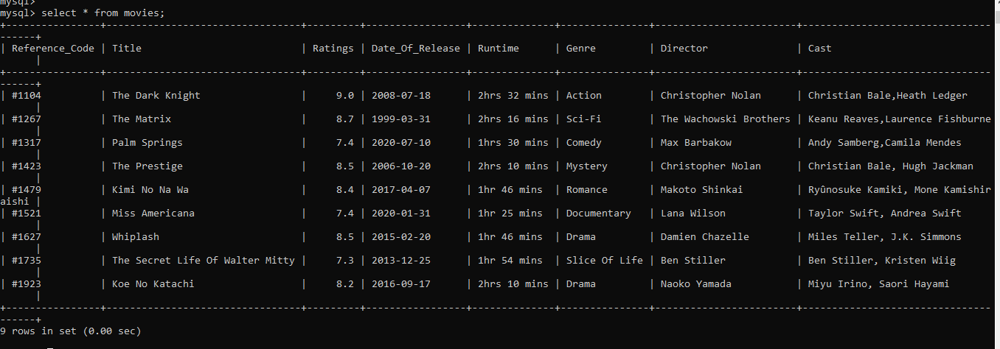 mysql>
mysql> select * from movies;
+----------------+--------------------------------+---------+-----------------+---------------+--------------+------------------------+--------------------------------
------+
| Reference_Code | Title                          | Ratings | Date_Of_Release | Runtime       | Genre         | Director                | Cast
      |
+----------------+--------------------------------+---------+-----------------+---------------+--------------+------------------------+--------------------------------
------+
| #1104          | The Dark Knight                 |     9.0 | 2008-07-18      | 2hrs 32 mins | Action        | Christopher Nolan      | Christian Bale,Heath Ledger
      |
| #1267          | The Matrix                      |     8.7 | 1999-03-31      | 2hrs 16 mins | Sci-Fi        | The Wachowski Brothers | Keanu Reaves,Laurence Fishburne
      |
| #1317          | Palm Springs                    |     7.4 | 2020-07-10      | 1hrs 30 mins | Comedy        | Max Barbakow           | Andy Samberg,Camila Mendes
      |
| #1423          | The Prestige                    |     8.5 | 2006-10-20      | 2hrs 10 mins | Mystery       | Christopher Nolan      | Christian Bale, Hugh Jackman
      |
| #1479          | Kimi No Na Wa                   |     8.4 | 2017-04-07      | 1hr 46 mins  | Romance       | Makoto Shinkai         | Ryûnosuke Kamiki, Mone Kamishir
aishi |
| #1521          | Miss Americana                  |     7.4 | 2020-01-31      | 1hr 25 mins  | Documentary   | Lana Wilson            | Taylor Swift, Andrea Swift
      |
| #1627          | Whiplash                        |     8.5 | 2015-02-20      | 1hr 46 mins  | Drama         | Damien Chazelle        | Miles Teller, J.K. Simmons
      |
| #1735          | The Secret Life Of Walter Mitty |     7.3 | 2013-12-25      | 1hr 54 mins  | Slice Of Life | Ben Stiller            | Ben Stiller, Kristen Wiig
      |
| #1923          | Koe No Katachi                  |     8.2 | 2016-09-17      | 2hrs 10 mins | Drama         | Naoko Yamada           | Miyu Irino, Saori Hayami
      |
+----------------+--------------------------------+---------+-----------------+---------------+--------------+------------------------+--------------------------------
------+
9 rows in set (0.00 sec)